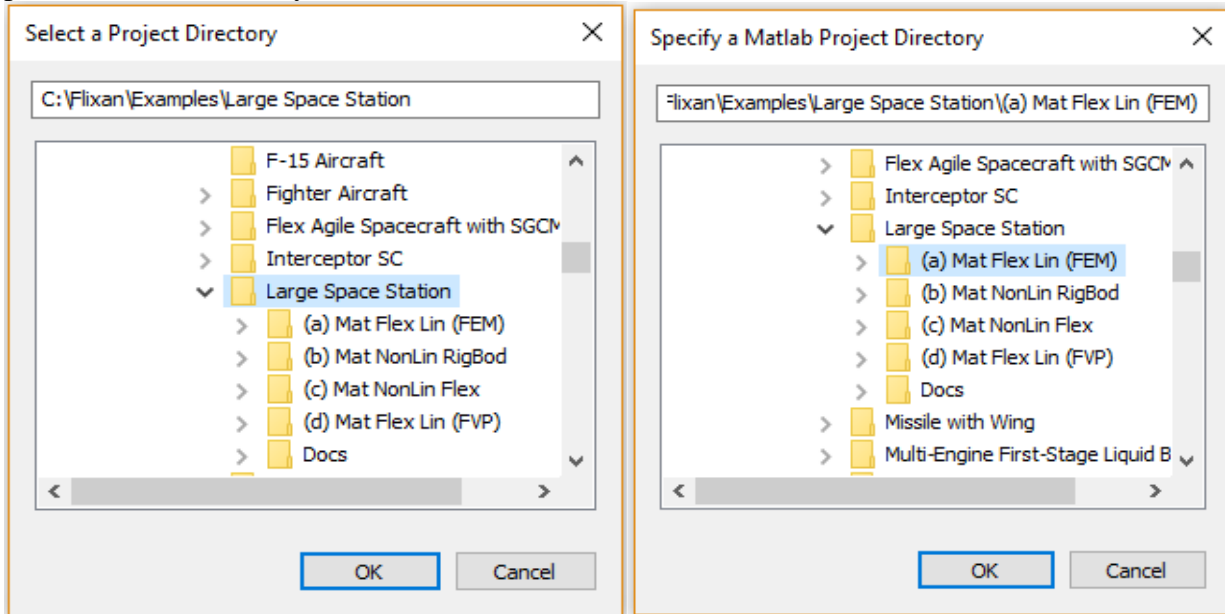 Select a Project Directory
C:\Flixan\Examples\Large Space Station
F-15 Aircraft
Fighter Aircraft
Flex Agile Spacecraft with SGCM
Interceptor SC
Large Space Station
(a) Mat Flex Lin (FEM)
(b) Mat NonLin RigBod
(c) Mat NonLin Flex
(d) Mat Flex Lin (FVP)
Docs
OK Cancel
Specify a Matlab Project Directory
Flixan\Examples\Large Space Station\(a) Mat Flex Lin (FEM)
Flex Agile Spacecraft with SGCM
Interceptor SC
Large Space Station
(a) Mat Flex Lin (FEM)
(b) Mat NonLin RigBod
(c) Mat NonLin Flex
(d) Mat Flex Lin (FVP)
Docs
Missile with Wing
Multi-Engine First-Stage Liquid B
OK Cancel